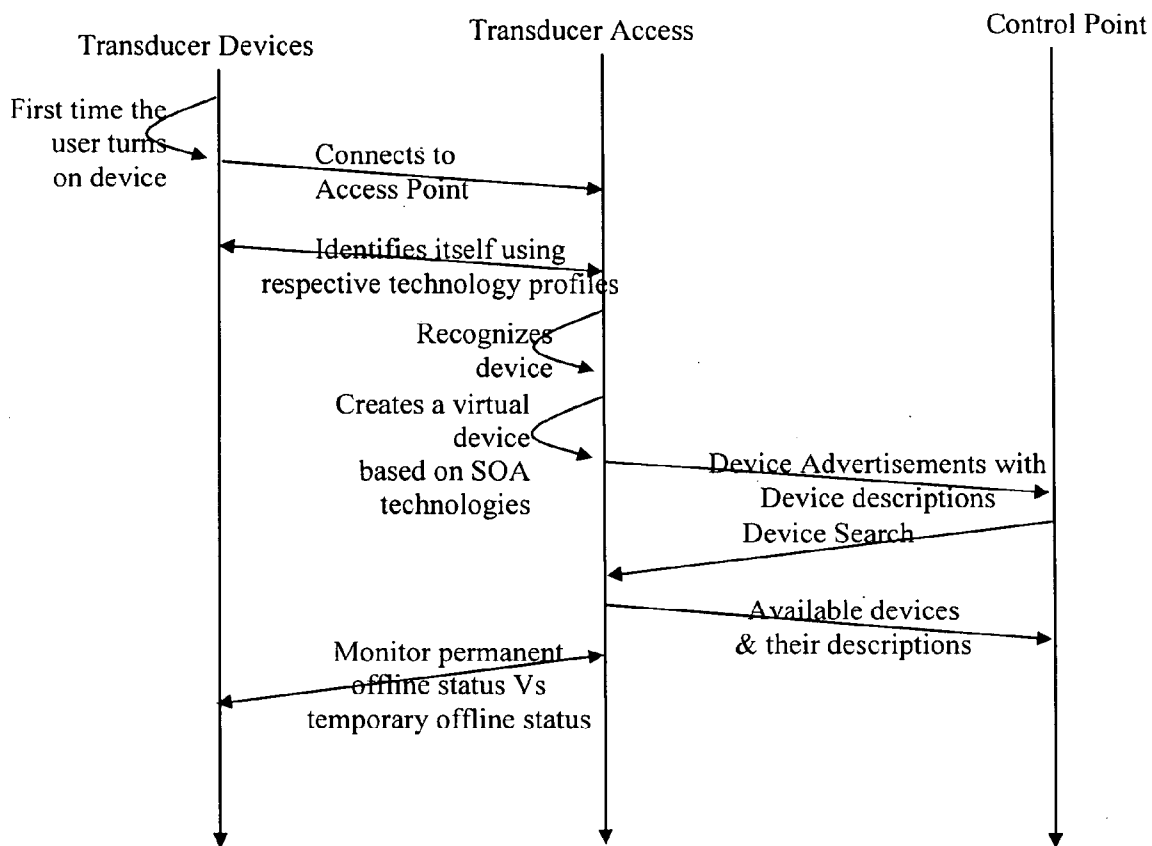 Transducer Devices
Transducer Access
Control Point
First time the
user turns
on device
Connects to
Access Point
Identifies itself using
respective technology profiles
Recognizes
device
Creates a virtual
device
based on SOA
technologies
Device Advertisements with
Device descriptions
Device Search
Available devices
& their descriptions
Monitor permanent
offline status Vs
temporary offline status